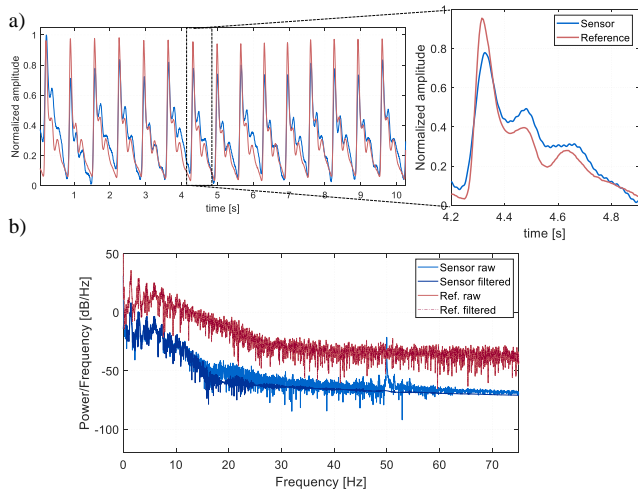 a)
Normalized amplitude
1
0.8
0.6
0.4
0.2
0
1 2 3 4 5 6 7 8 9 10
time [s]
Normalized amplitude
1
0.8
0.6
0.4
0.2
0
4.2 4.4 4.6 4.8
time [s]
Sensor
Reference
b)
Power/Frequency [dB/Hz]
50
0
-50
-100
0 10 20 30 40 50 60 70
Frequency [Hz]
Sensor raw
Sensor filtered
Ref. raw
Ref. filtered